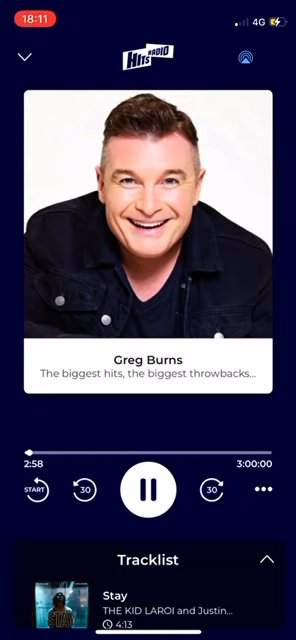 18:11
4G
HITS RADIO
Greg Burns
The biggest hits, the biggest throwbacks...
2:58
3:00:00
START
30
30
Tracklist
STAY
Stay
THE KID LAROI and Justin...
4:13